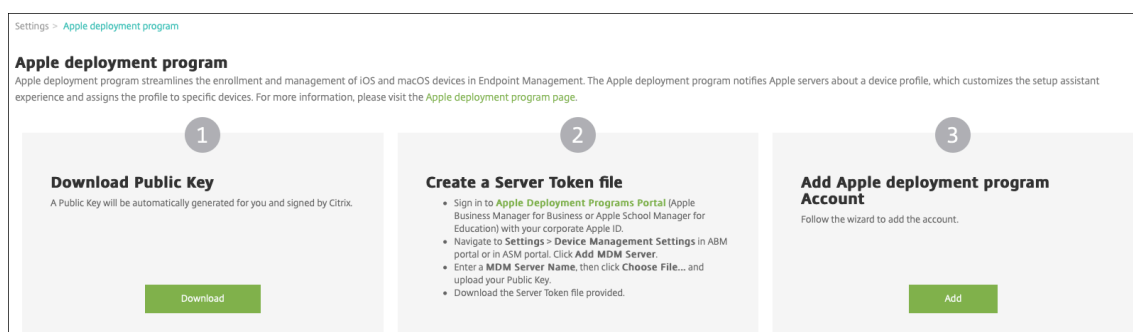 Settings > Apple deployment program
Apple deployment program
Apple deployment program streamlines the enrollment and management of iOS and macOS devices in Endpoint Management. The Apple deployment program notifies Apple servers about a device profile, which customizes the setup assistant
experience and assigns the profile to specific devices. For more information, please visit the Apple deployment program page.
1
Download Public Key
A Public Key will be automatically generated for you and signed by Citrix.
Download
2
Create a Server Token file
• Sign in to Apple Deployment Programs Portal (Apple
Business Manager for Business or Apple School Manager for
Education) with your corporate Apple ID.
• Navigate to Settings > Device Management Settings in ABM
portal or in ASM portal. Click Add MDM Server.
• Enter a MDM Server Name, then click Choose File... and
upload your Public Key.
• Download the Server Token file provided.
3
Add Apple deployment program
Account
Follow the wizard to add the account.
Add